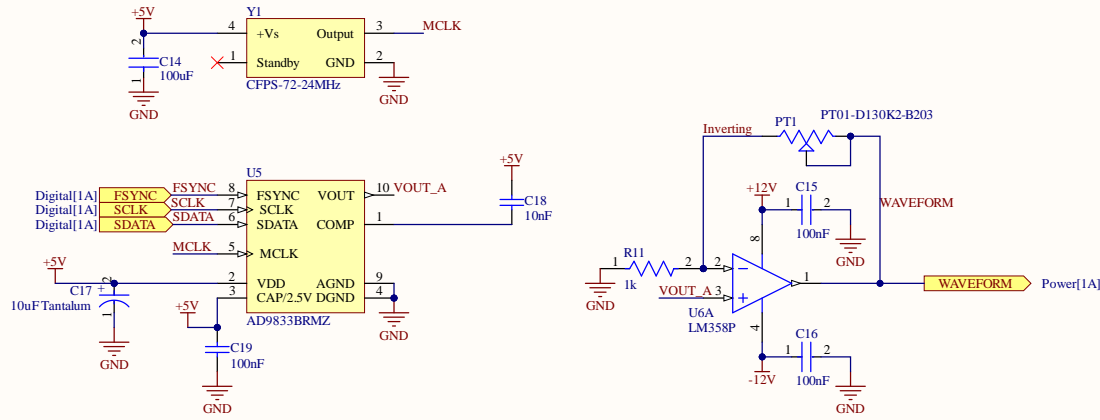 +5V
Y1
4 +Vs Output 3 MCLK
2
C14
100uF
1
1 Standby GND 2
CFPS-72-24MHz
GND
GND
PT1 PT01-D130K2-B203
Inverting
+5V
U5
Digital[1A] FSYNC FSYNC 8 FSYNC VOUT 10 VOUT_A
Digital[1A] SCLK SCLK 7 SCLK
Digital[1A] SDATA SDATA 6 SDATA COMP 1
C18
10nF
MCLK 5 MCLK
+5V
2 VDD AGND 9
3 CAP/2.5V DGND 4
AD9833BRMZ
GND
2
C17 +
10uF Tantalum
1
GND
+5V
C19
100nF
GND
+12V
C15
1 2
100nF
GND
WAVEFORM
8
R11
1 2
1k
GND
2
VOUT_A 3
1
U6A
LM358P
4
WAVEFORM Power[1A]
C16
1 2
100nF
-12V
GND